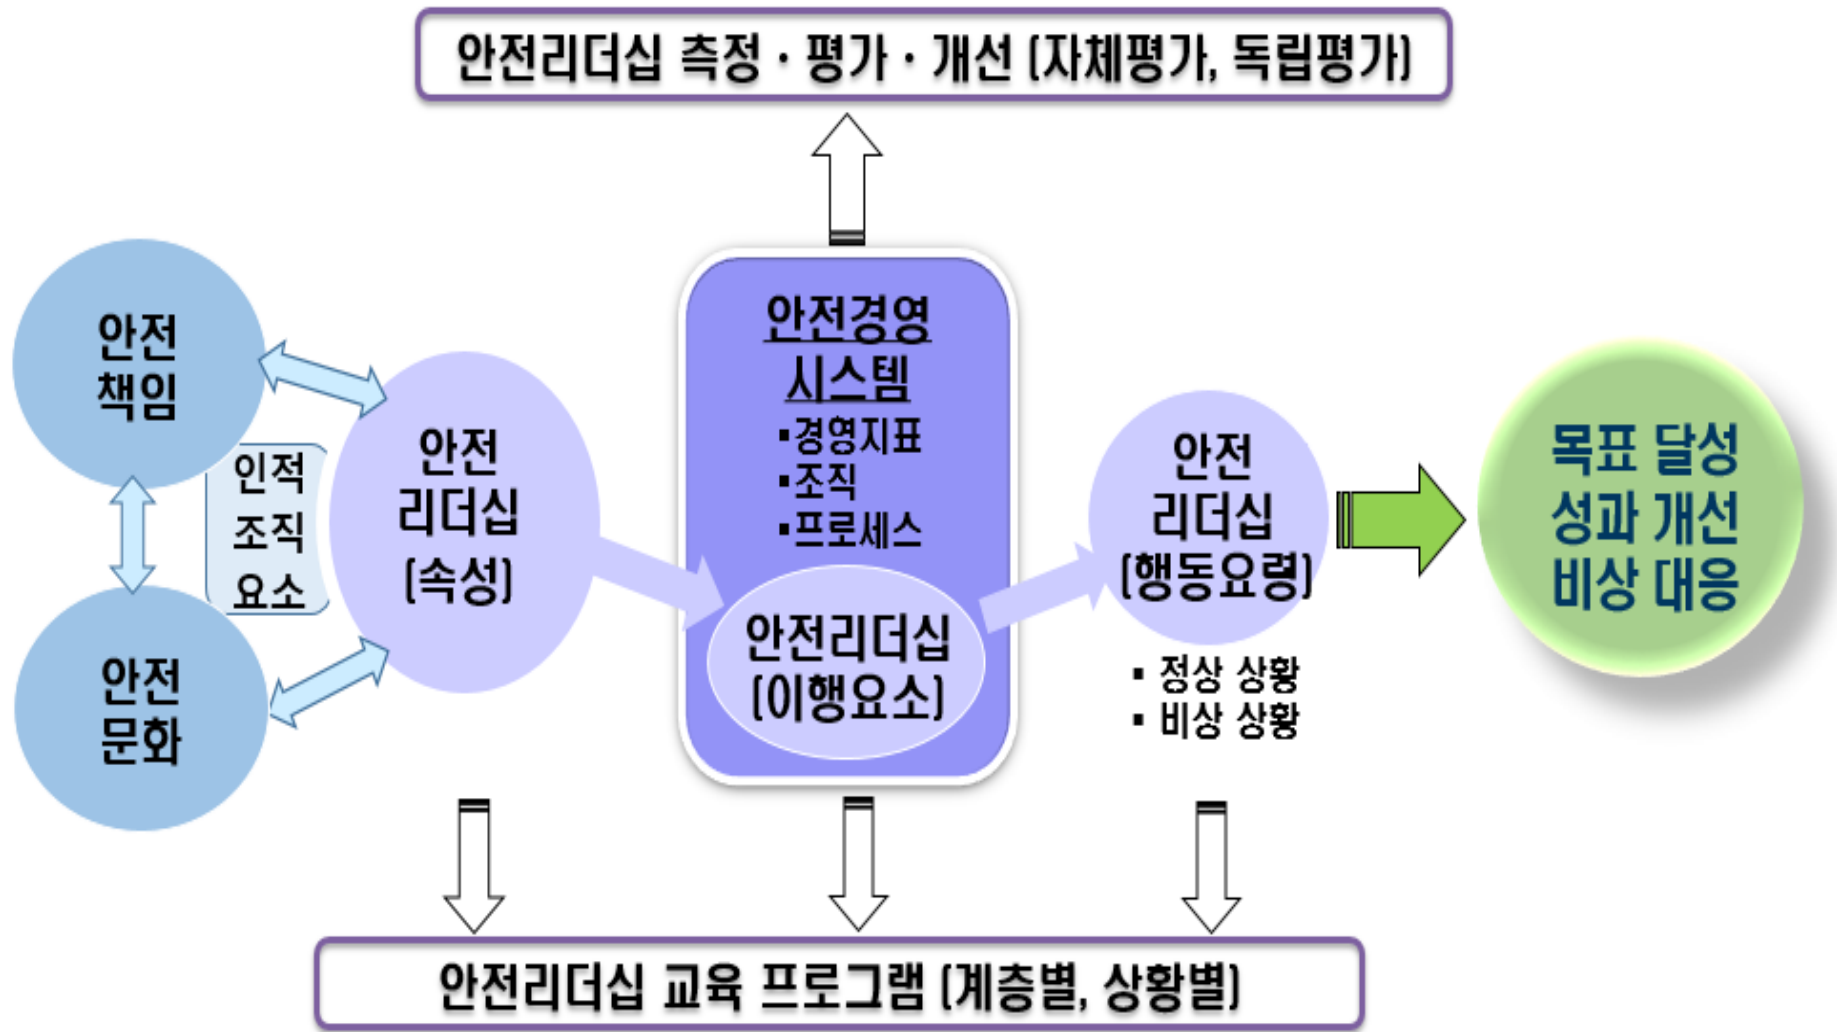 안전리더십 측정 · 평가 · 개선 (자체평가, 독립평가)
안전
책임
인적
조직
요소
안전
문화
안전
리더십
(속성)
안전경영
시스템
▪경영지표
▪조직
▪프로세스
안전리더십
(이행요소)
안전
리더십
(행동요령)
▪ 정상 상황
▪ 비상 상황
목표 달성
성과 개선
비상 대응
안전리더십 교육 프로그램 (계층별, 상황별)